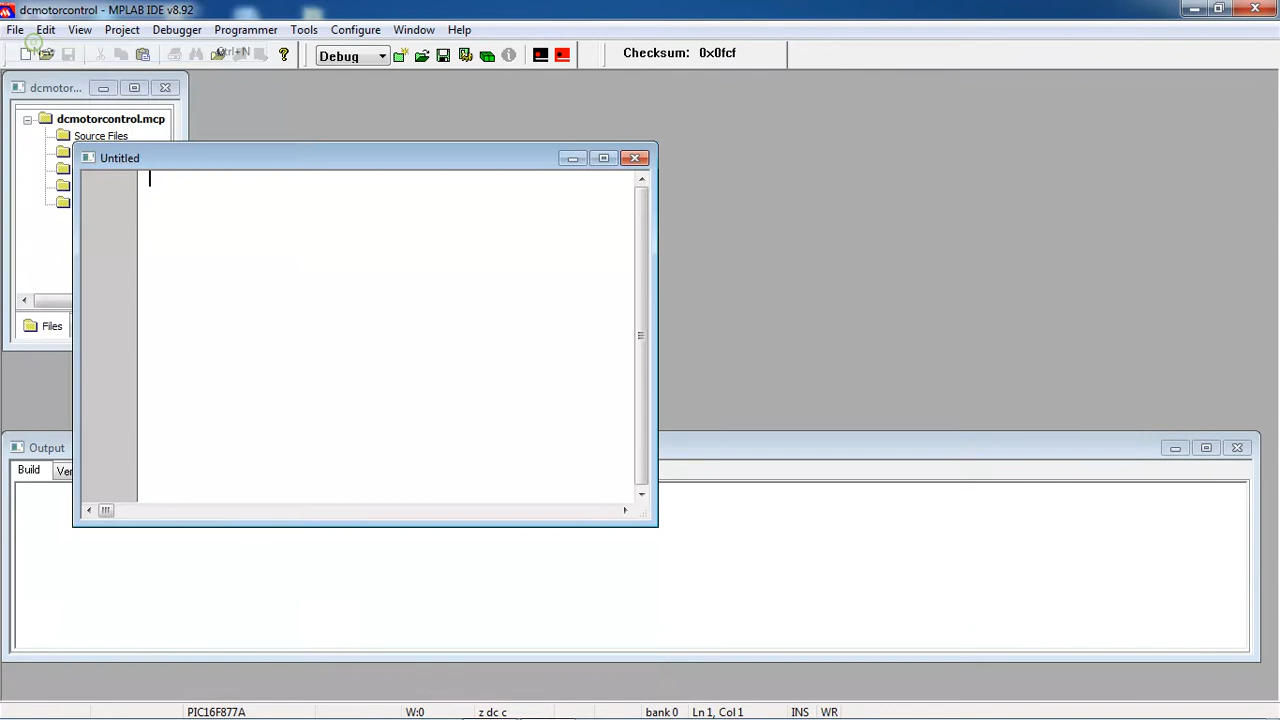 dcmotorcontrol - MPLAB IDE v8.92
File Edit View Project Debugger Programmer Tools Configure Window Help
Debug Checksum: 0x0fcf
dcmotor...
dcmotorcontrol.mcp
Source Files
Untitled
Files
Output
Build
PIC16F877A W:0 z dc c bank 0 Ln 1, Col 1 INS WR